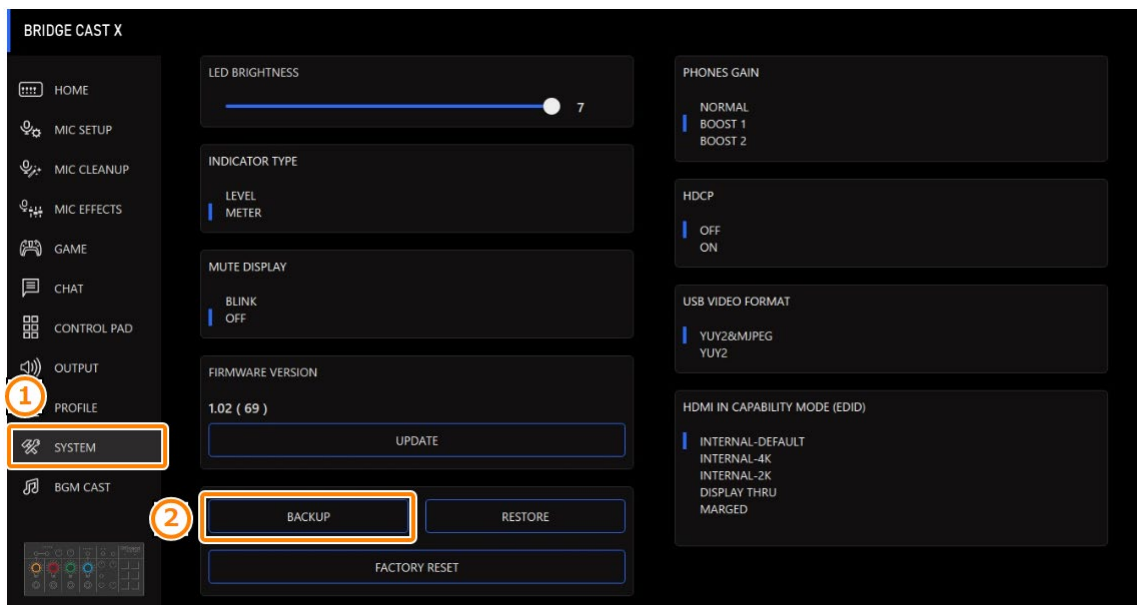 BRIDGE CAST X
HOME
MIC SETUP
MIC CLEANUP
MIC EFFECTS
GAME
CHAT
CONTROL PAD
OUTPUT
1
PROFILE
SYSTEM
BGM CAST
LED BRIGHTNESS
7
INDICATOR TYPE
LEVEL
METER
MUTE DISPLAY
BLINK
OFF
FIRMWARE VERSION
1.02 ( 69 )
UPDATE
2
BACKUP
RESTORE
FACTORY RESET
PHONES GAIN
NORMAL
BOOST 1
BOOST 2
HDCP
OFF
ON
USB VIDEO FORMAT
YUY2&MJPEG
YUY2
HDMI IN CAPABILITY MODE (EDID)
INTERNAL-DEFAULT
INTERNAL-4K
INTERNAL-2K
DISPLAY THRU
MARGED